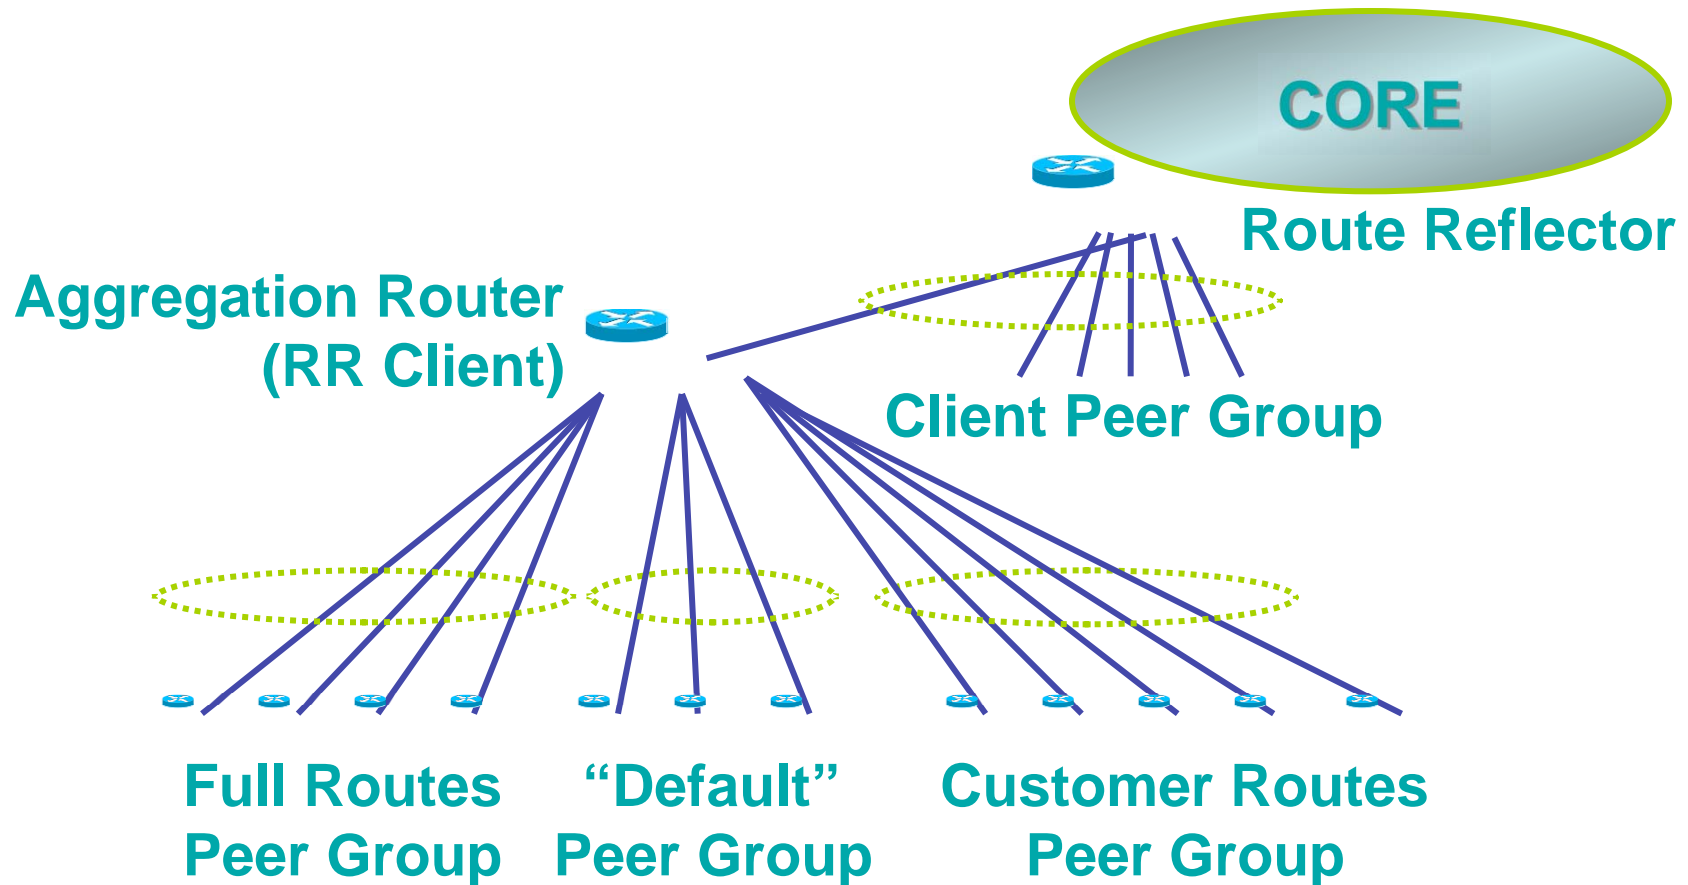 CORE
Route Reflector
Aggregation Router
(RR Client)
Client Peer Group
Full Routes
Peer Group
“Default”
Peer Group
Customer Routes
Peer Group